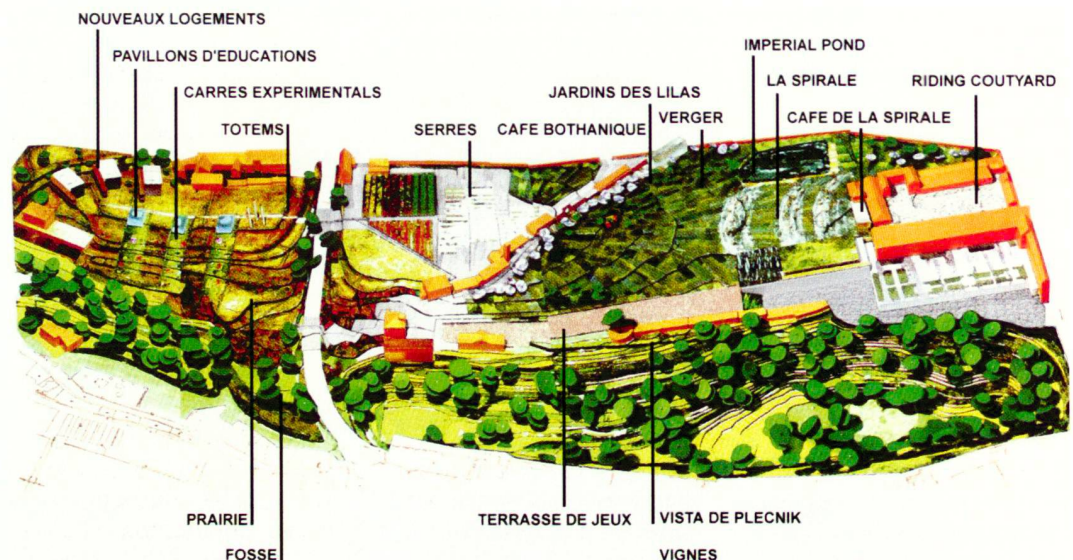 NOUVEAUX LOGEMENTS
PAVILLONS D'EDUCATIONS
CARRES EXPERIMENTALS
TOTEMS
SERRES
CAFE BOTHANIQUE
JARDINS DES LILAS
VERGER
IMPERIAL POND
LA SPIRALE
CAFE DE LA SPIRALE
RIDING COUTYARD
PRAIRIE
FOSSE
TERRASSE DE JEUX
VISTA DE PLECNIK
VIGNES